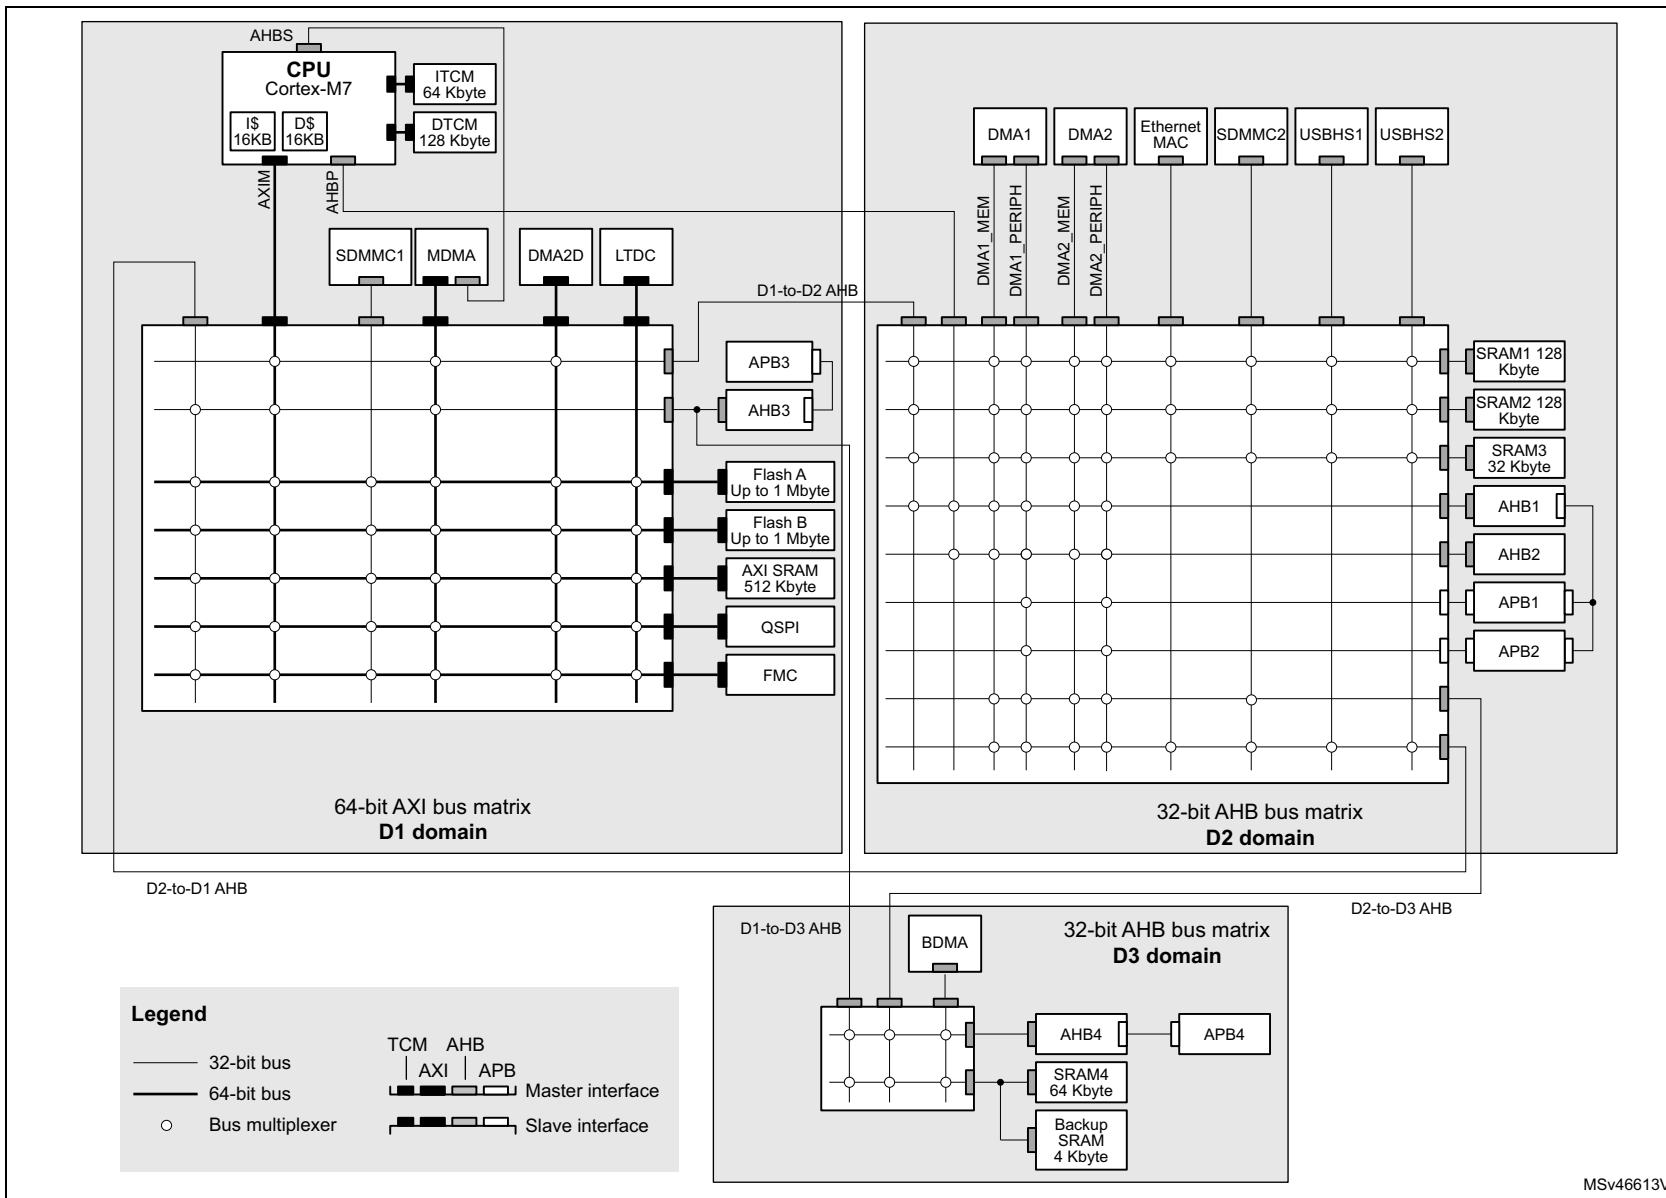 AHBS
CPU
Cortex-M7
I$
16KB
D$
16KB
ITCM
64 Kbyte
DTCM
128 Kbyte
AXIM
AHBP
SDMMC1
MDMA
DMA2D
LTDC
D1-to-D2 AHB
APB3
AHB3
Flash A
Up to 1 Mbyte
Flash B
Up to 1 Mbyte
AXI SRAM
512 Kbyte
QSPI
FMC
64-bit AXI bus matrix
D1 domain
DMA1
DMA2
Ethernet
MAC
SDMMC2
USBHS1
USBHS2
DMA1_MEM
DMA1_PERIPH
DMA2_MEM
DMA2_PERIPH
SRAM1 128
Kbyte
SRAM2 128
Kbyte
SRAM3
32 Kbyte
AHB1
AHB2
APB1
APB2
32-bit AHB bus matrix
D2 domain
D2-to-D1 AHB
D2-to-D3 AHB
D1-to-D3 AHB
BDMA
32-bit AHB bus matrix
D3 domain
AHB4
APB4
SRAM4
64 Kbyte
Backup
SRAM
4 Kbyte
Legend
32-bit bus
64-bit bus
Bus multiplexer
TCM AHB
AXI APB
Master interface
Slave interface
MSv46613V